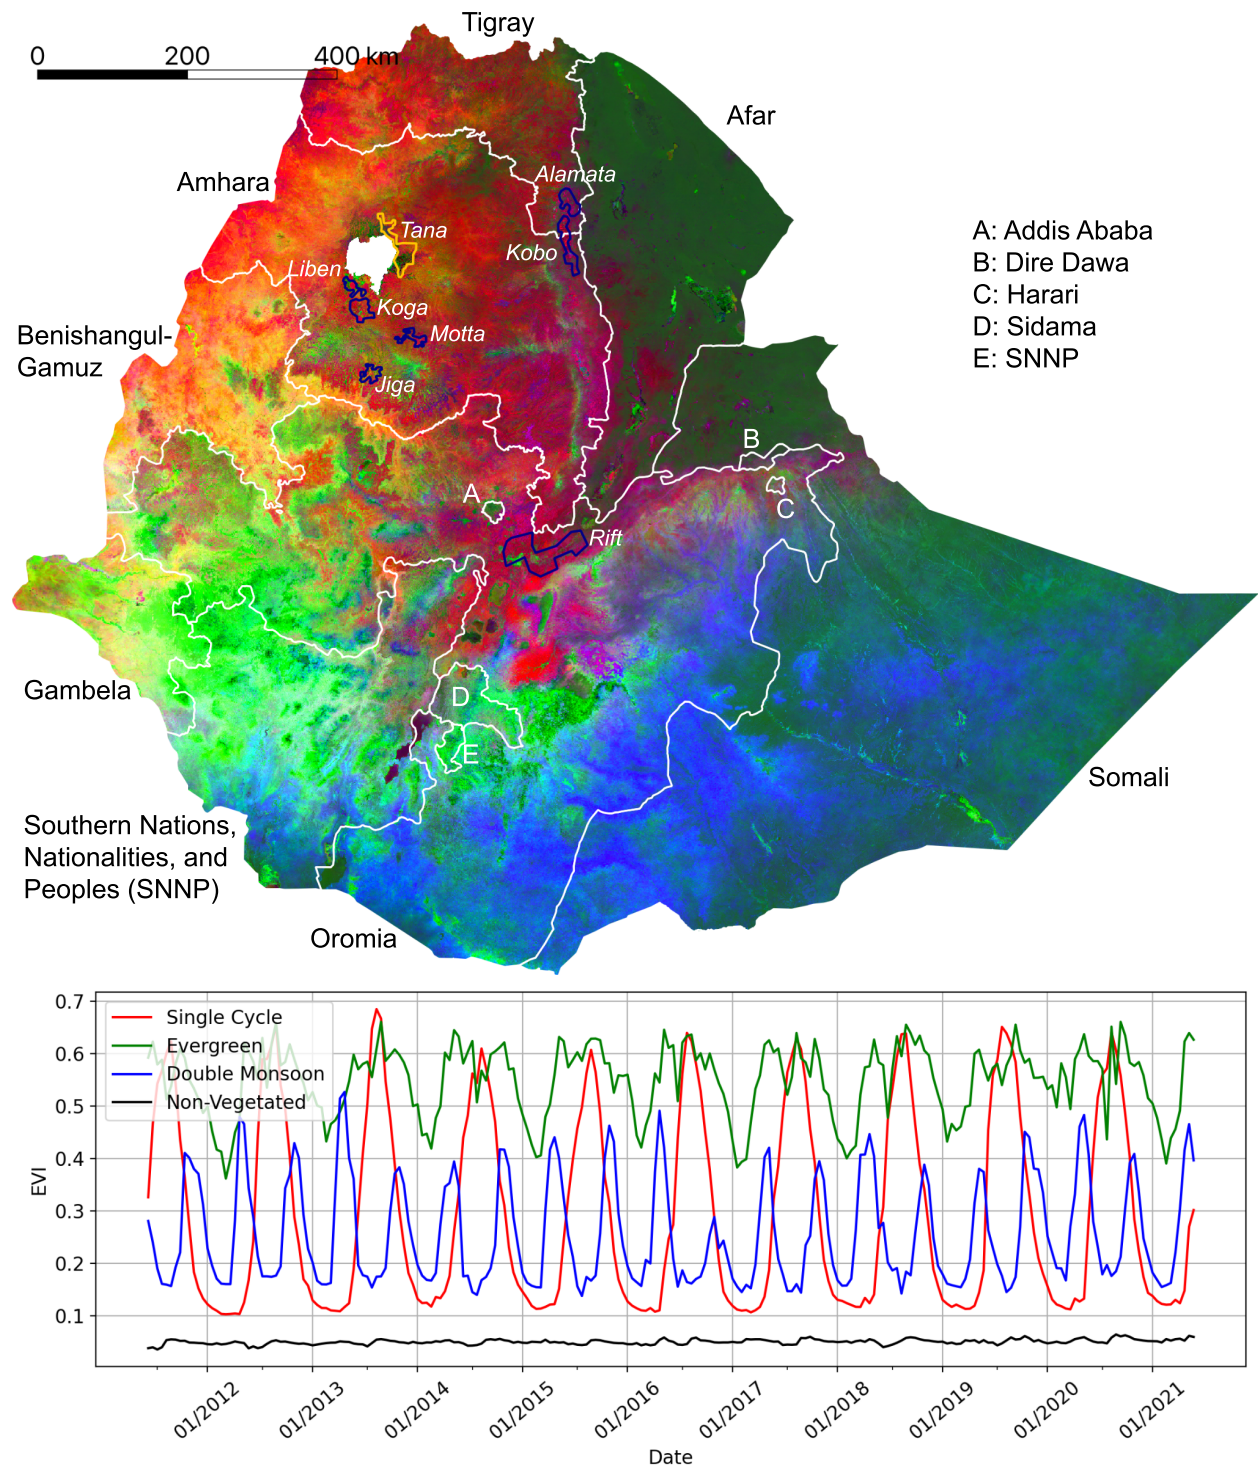 Tigray
0 200 400 km
Afar
Alamata
Amhara
A: Addis Ababa
Tana
B: Dire Dawa
Kobo
Liben
C: Harari
Koga
D: Sidama
Benishangul-
Gamuz
Motta
E: SNNP
Jiga
B
A
C
Rift
Gambela
D
E
Somali
Southern Nations,
Nationalities, and
Peoples (SNNP)
Oromia
0.7
0.6
0.5
0.4
0.3
0.2
0.1
EVI
Single Cycle
Evergreen
Double Monsoon
Non-Vegetated
01/2012
01/2013
01/2014
01/2015
01/2016
01/2017
01/2018
01/2019
01/2020
01/2021
Date